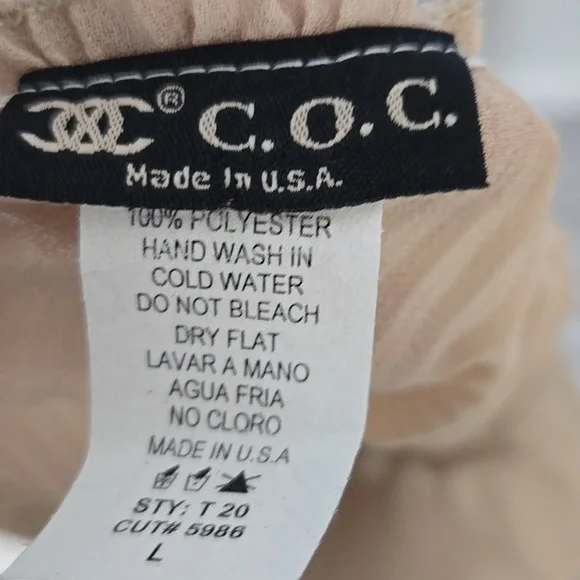 ® C.O.C.
Made In U.S.A.
100% POLYESTER
HAND WASH IN
COLD WATER
DO NOT BLEACH
DRY FLAT
LAVAR A MANO
AGUA FRIA
NO CLORO
MADE IN U.S.A
STY: T 20
CUT# 5986
L